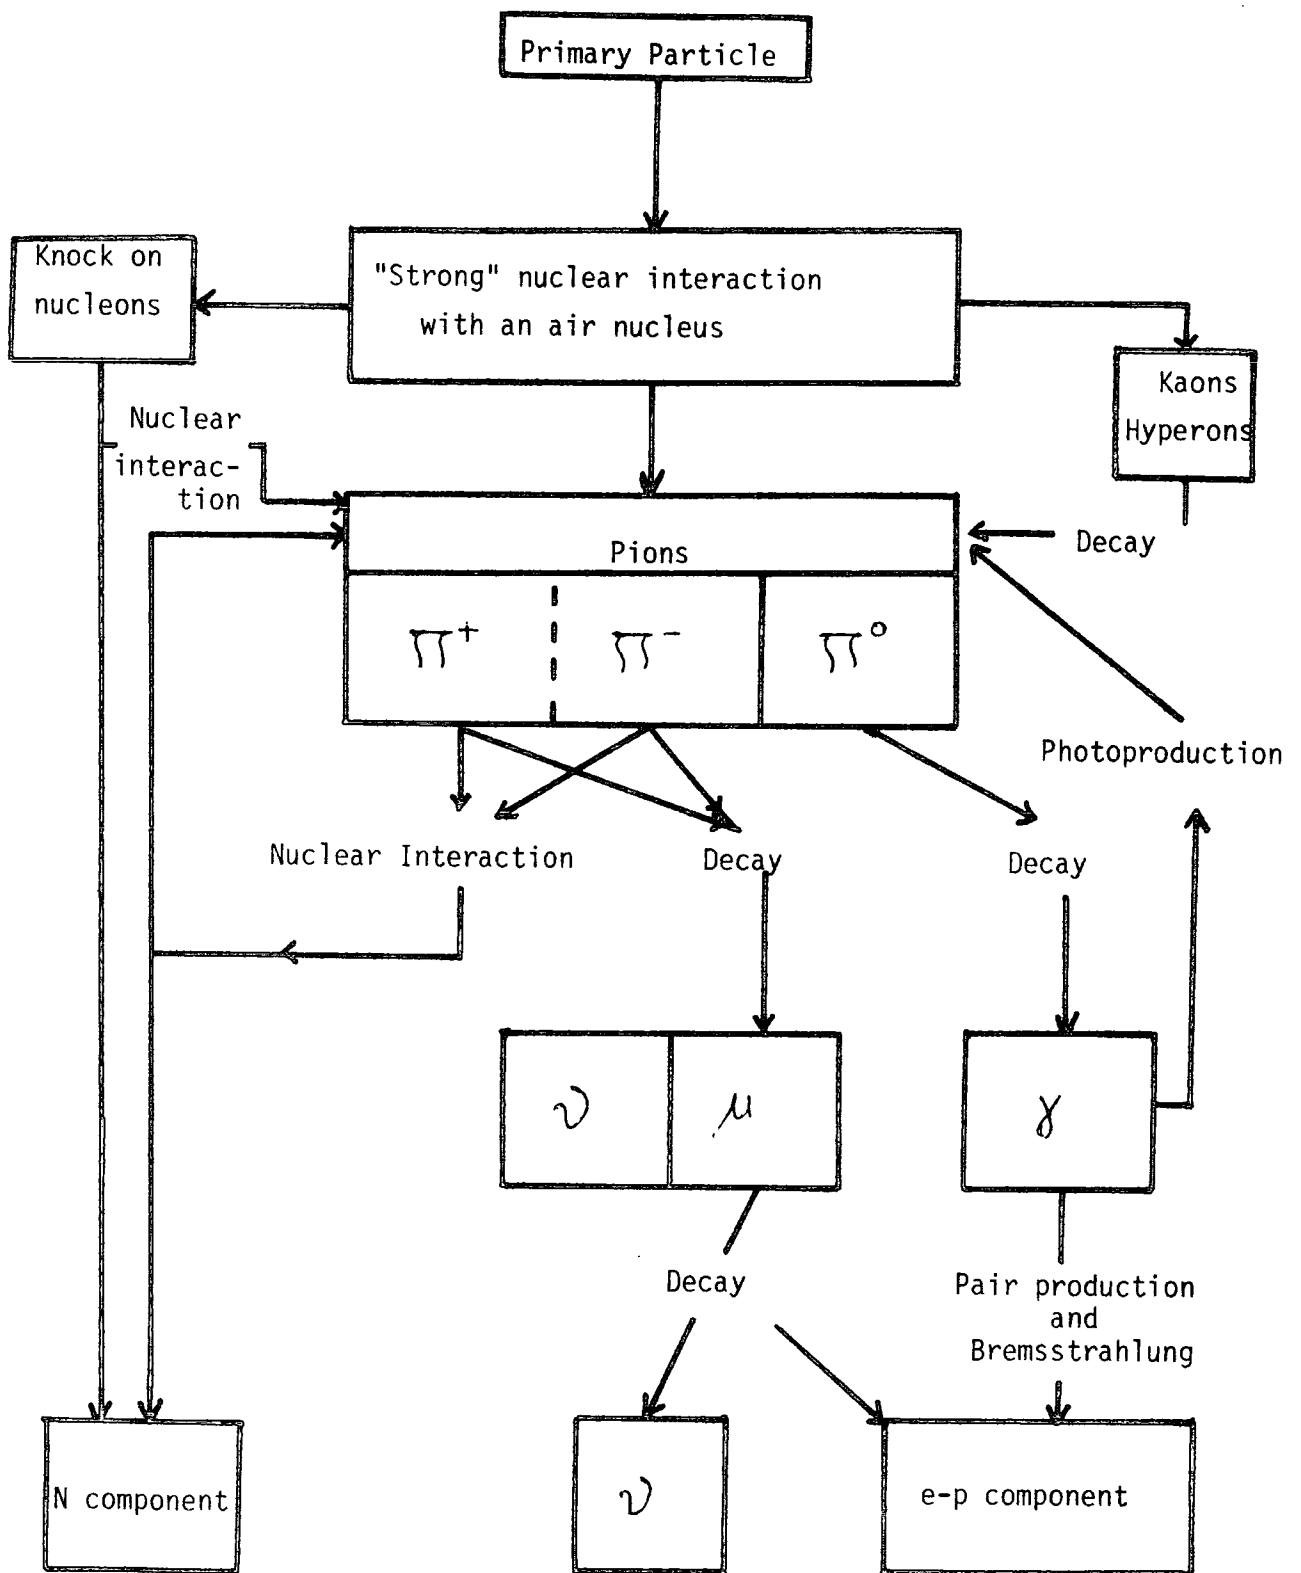 Primary Particle
Knock on
nucleons
"Strong" nuclear interaction
with an air nucleus
Kaons
Hyperons
Nuclear
interac-
tion
Decay
Pions
π+
π-
π0
Photoproduction
Nuclear Interaction
Decay
Decay
ν
μ
γ
Decay
Pair production
and
Bremsstrahlung
N component
ν
e-p component